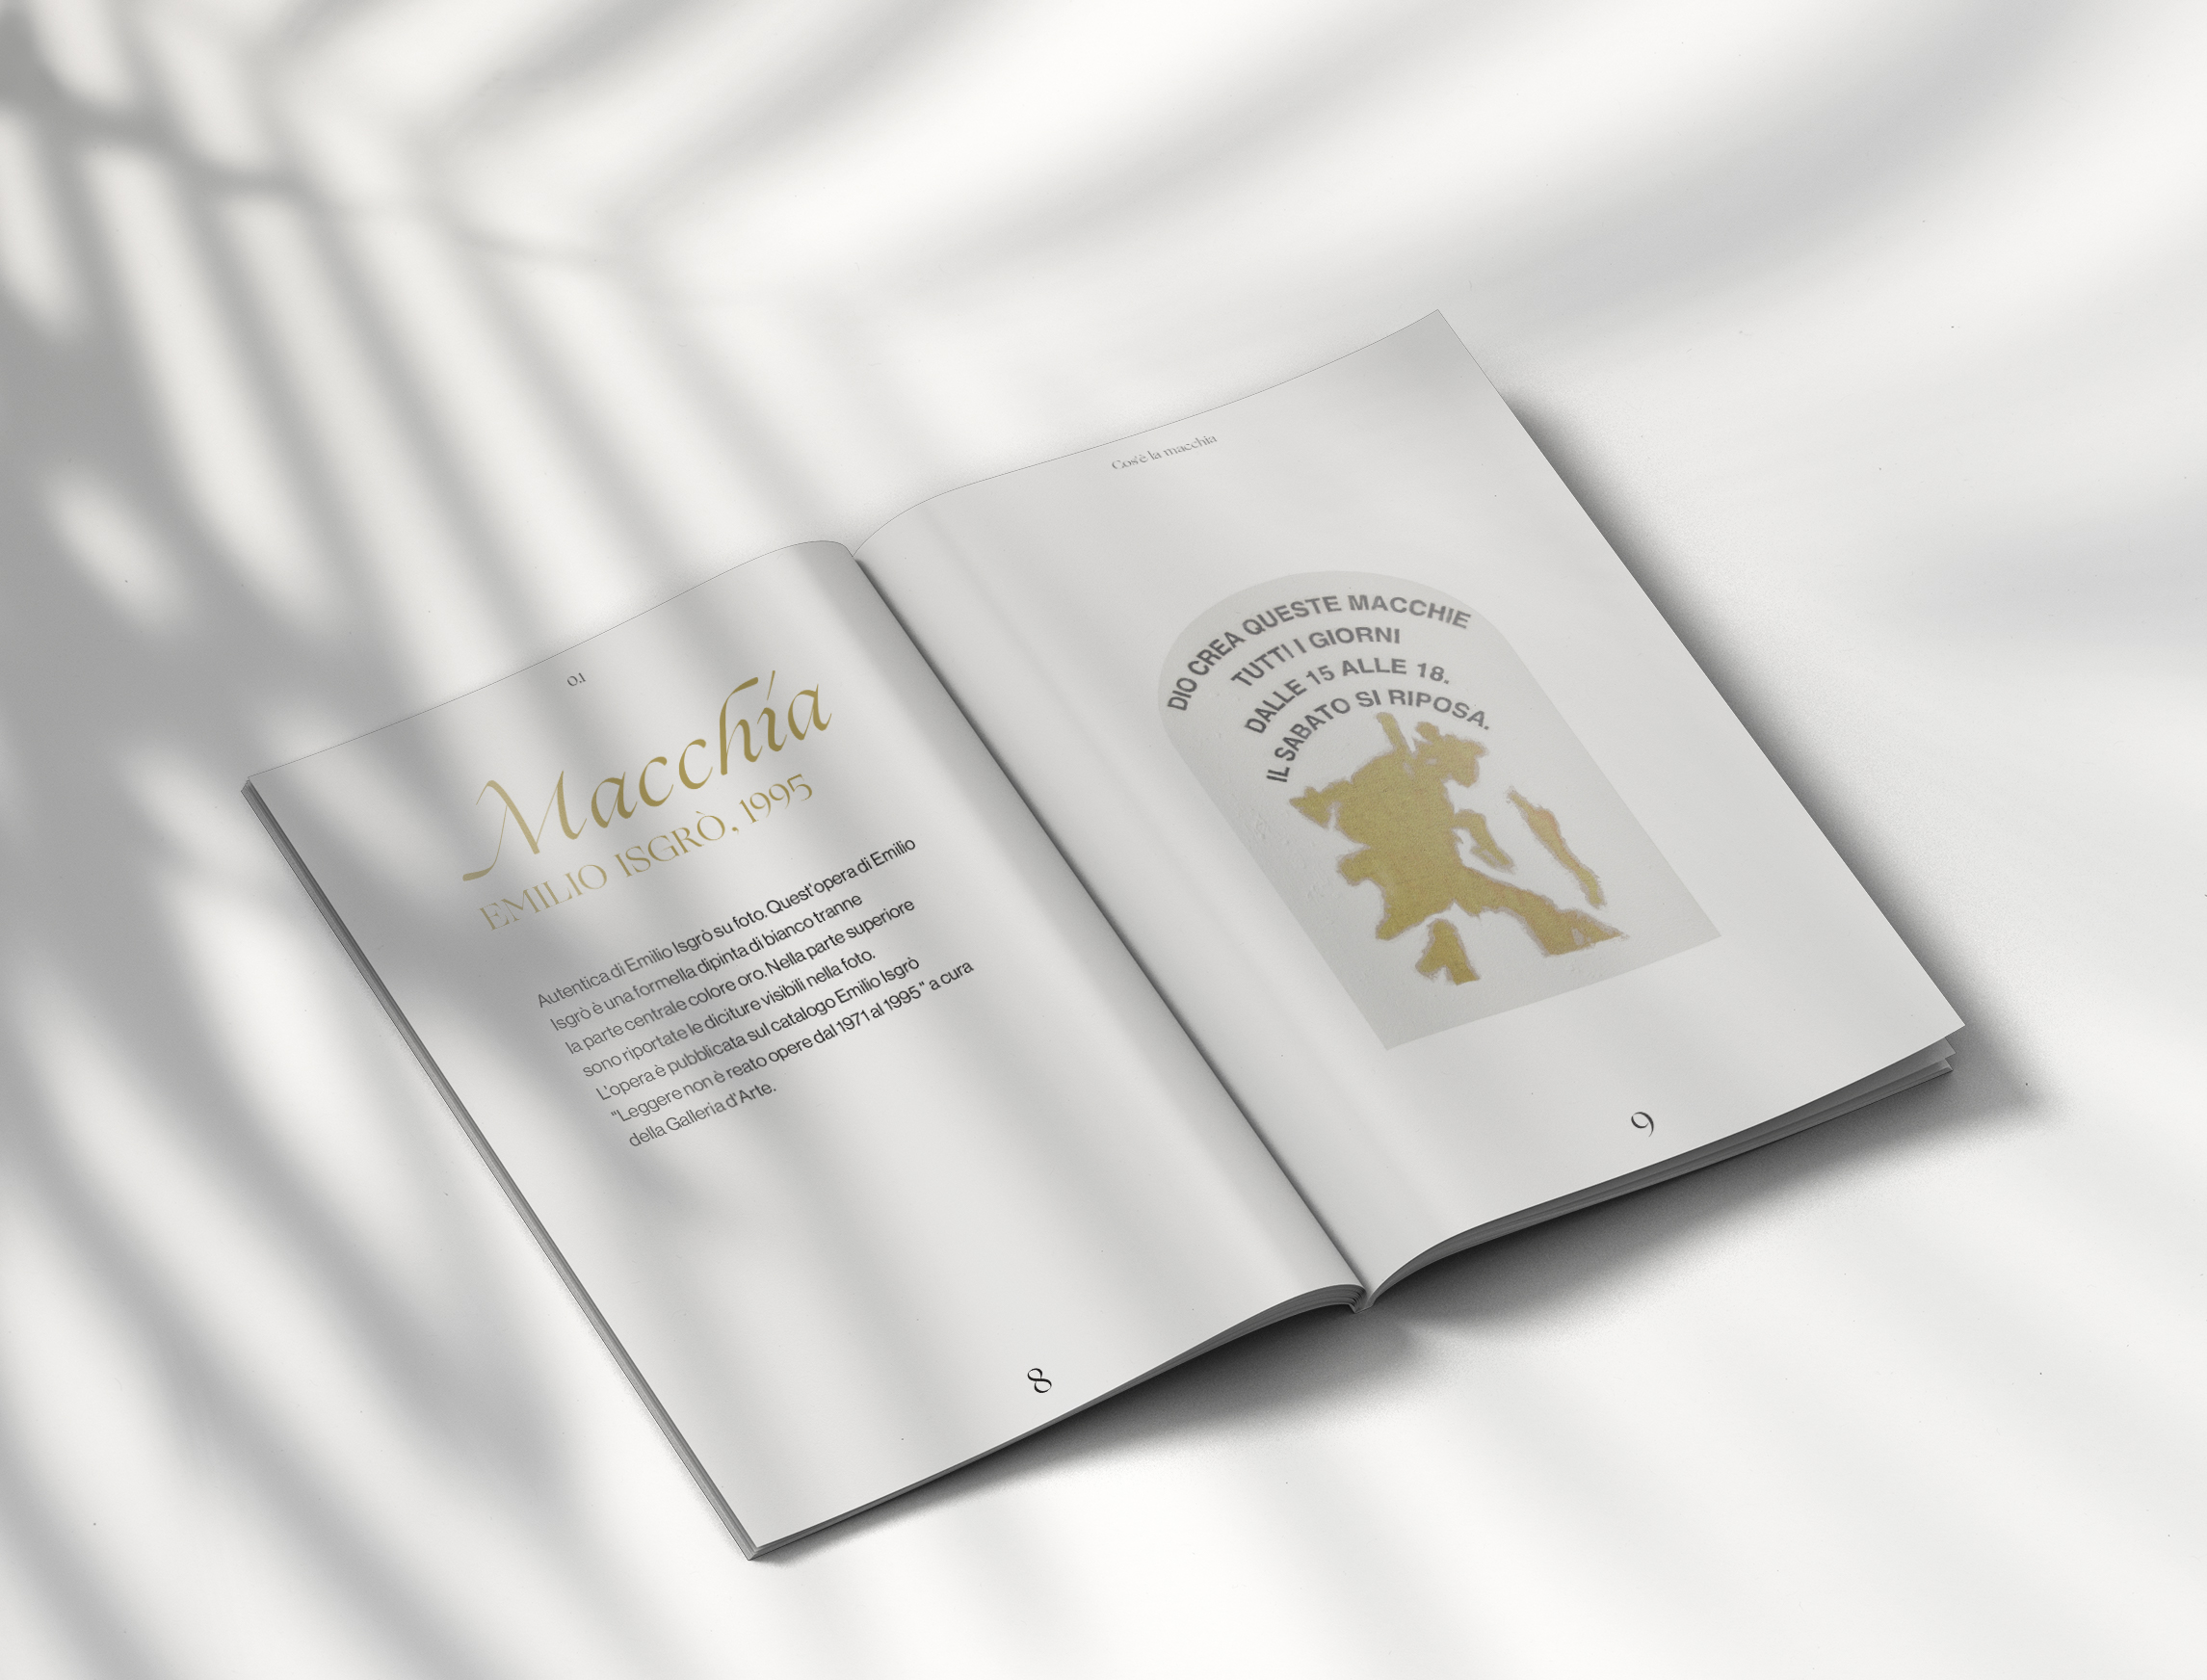 0.1
Macchia
EMILIO ISGRÒ, 1995
Autentica di Emilio Isgrò su foto. Quest'opera di Emilio
Isgrò è una formella dipinta di bianco tranne
la parte centrale colore oro. Nella parte superiore
sono riportate le diciture visibili nella foto.
L'opera è pubblicata sul catalogo Emilio Isgrò
"Leggere non è reato opere dal 1971 al 1995" a cura
della Galleria d'Arte.
8
Cos'è la macchia
DIO CREA QUESTE MACCHIE
TUTTI I GIORNI
DALLE 15 ALLE 18.
IL SABATO SI RIPOSA.
9